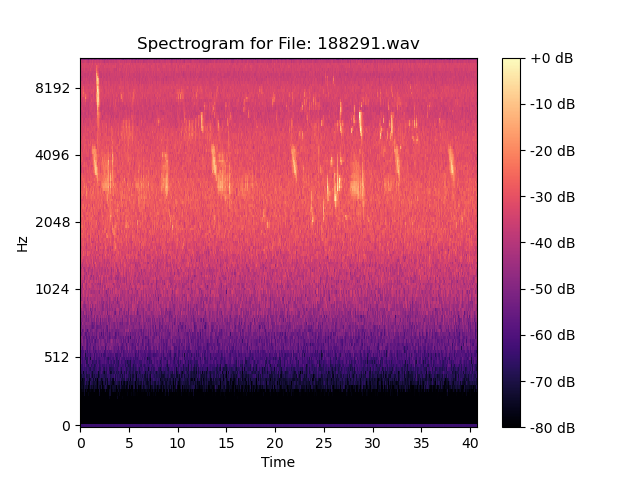 Spectrogram for File: 188291.wav
+0 dB
8192
-10 dB
4096
-20 dB
-30 dB
2048
Hz
-40 dB
1024
-50 dB
-60 dB
512
-70 dB
0
-80 dB
0 5 10 15 20 25 30 35 40
Time